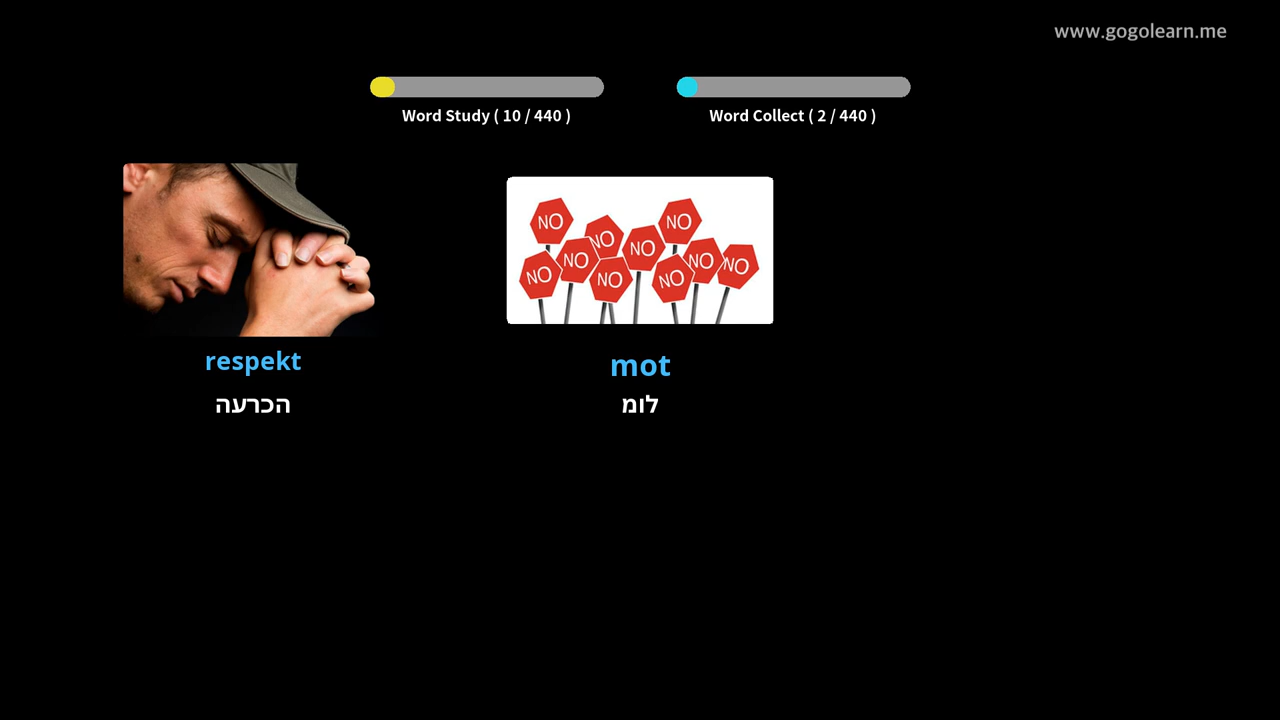 www.gogolearn.me
Word Study ( 10 / 440 )
Word Collect ( 2 / 440 )
NO
NO
NO
NO
NO
NO
NO
NO
NO
NO
respekt
הכרעה
mot
לומ